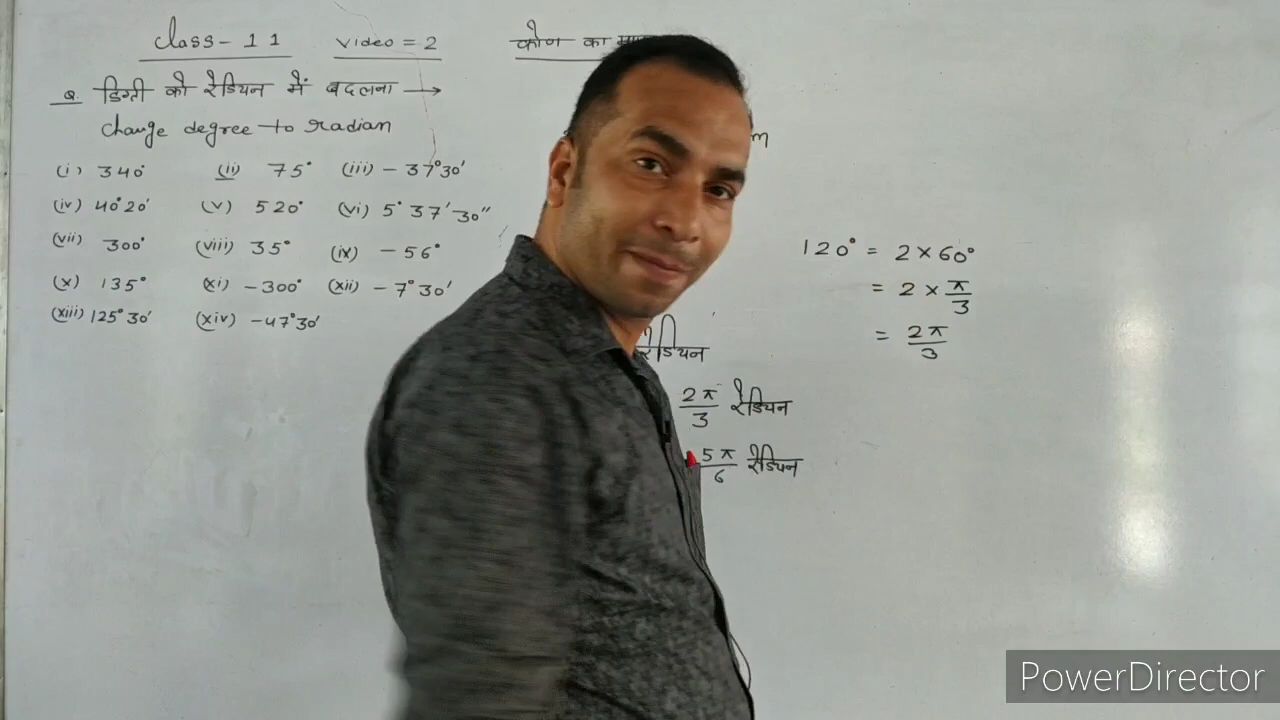 Class - 11 Video = 2 कोण का
Q. डिग्री को रेडियन में बदलना →
Change degree to radian
(i) 340° (ii) 75° (iii) - 37°30'
(iv) 40°20' (v) 520° (vi) 5° 37' 30"
(vii) 300° (viii) 35° (ix) - 56°
(x) 135° (xi) - 300° (xii) - 7°30'
(xiii) 125°30' (xiv) - 47°30'
120° = 2 × 60°
= 2 × π/3
= 2π/3
रेडियन
2π/3 रेडियन
5π/6 रेडियन
PowerDirector